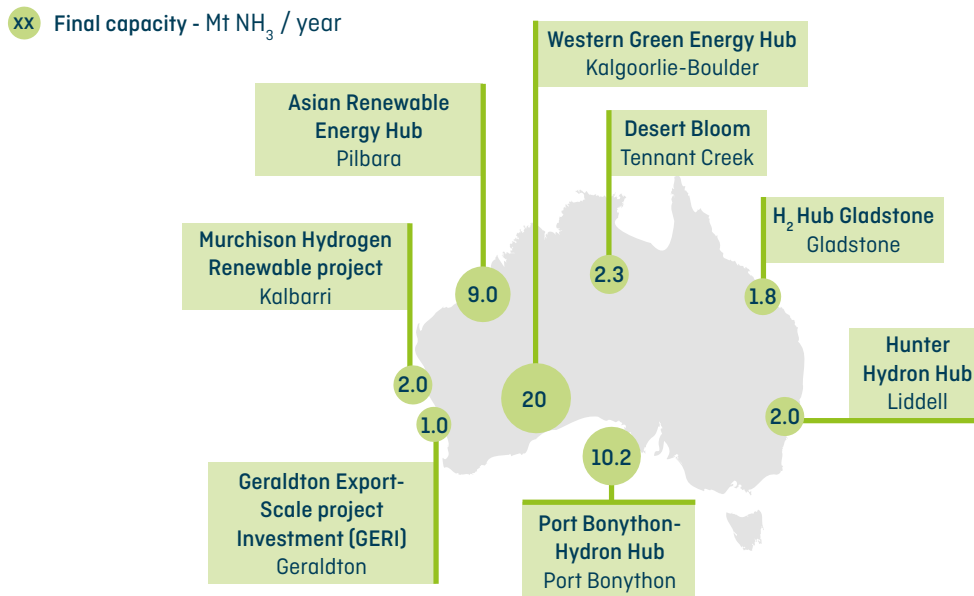 XX Final capacity - Mt NH₃ / year
Western Green Energy Hub
Kalgoorlie-Boulder
Asian Renewable
Energy Hub
Pilbara
Desert Bloom
Tennant Creek
H₂ Hub Gladstone
Gladstone
Murchison Hydrogen
Renewable project
Kalbarri
9.0
2.3
1.8
Hunter
Hydron Hub
Liddell
2.0
20
2.0
1.0
10.2
Geraldton Export-
Scale project
Investment (GERI)
Geraldton
Port Bonython-
Hydron Hub
Port Bonython